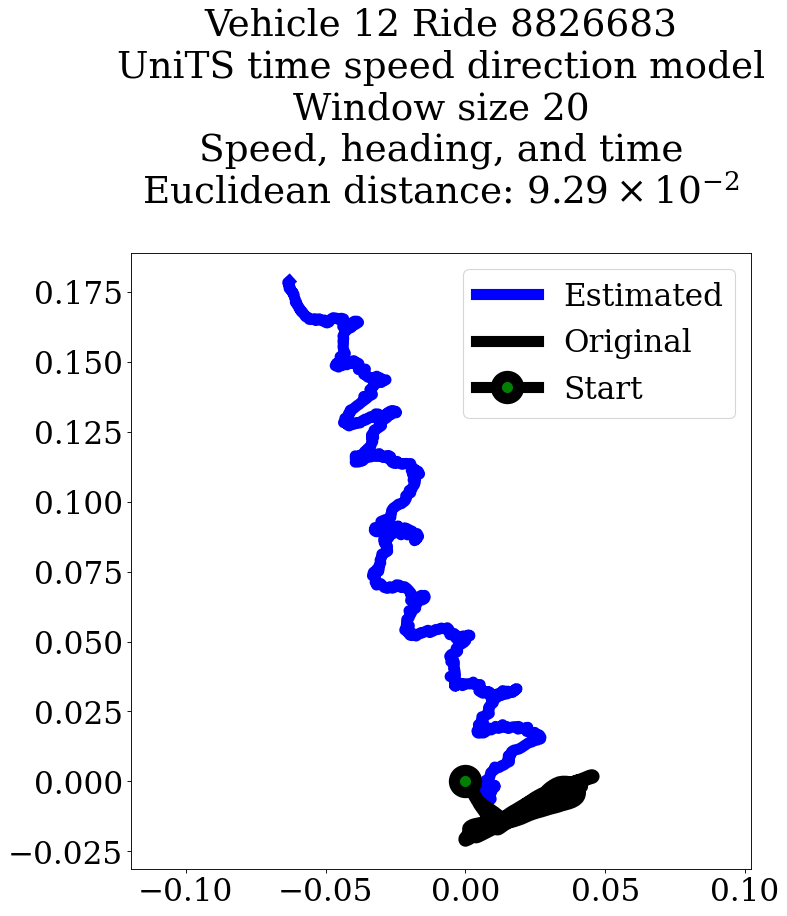 Vehicle 12 Ride 8826683
UniTS time speed direction model
Window size 20
Speed, heading, and time
Euclidean distance: 9.29 × 10⁻²
Estimated
Original
Start
0.175
0.150
0.125
0.100
0.075
0.050
0.025
0.000
−0.025
−0.10
−0.05
0.00
0.05
0.10